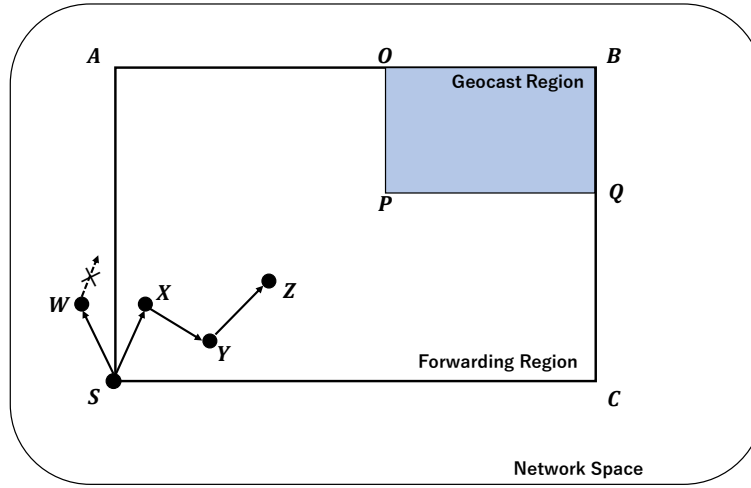 A
O
B
Geocast Region
P
Q
W
X
Z
Y
Forwarding Region
S
C
Network Space